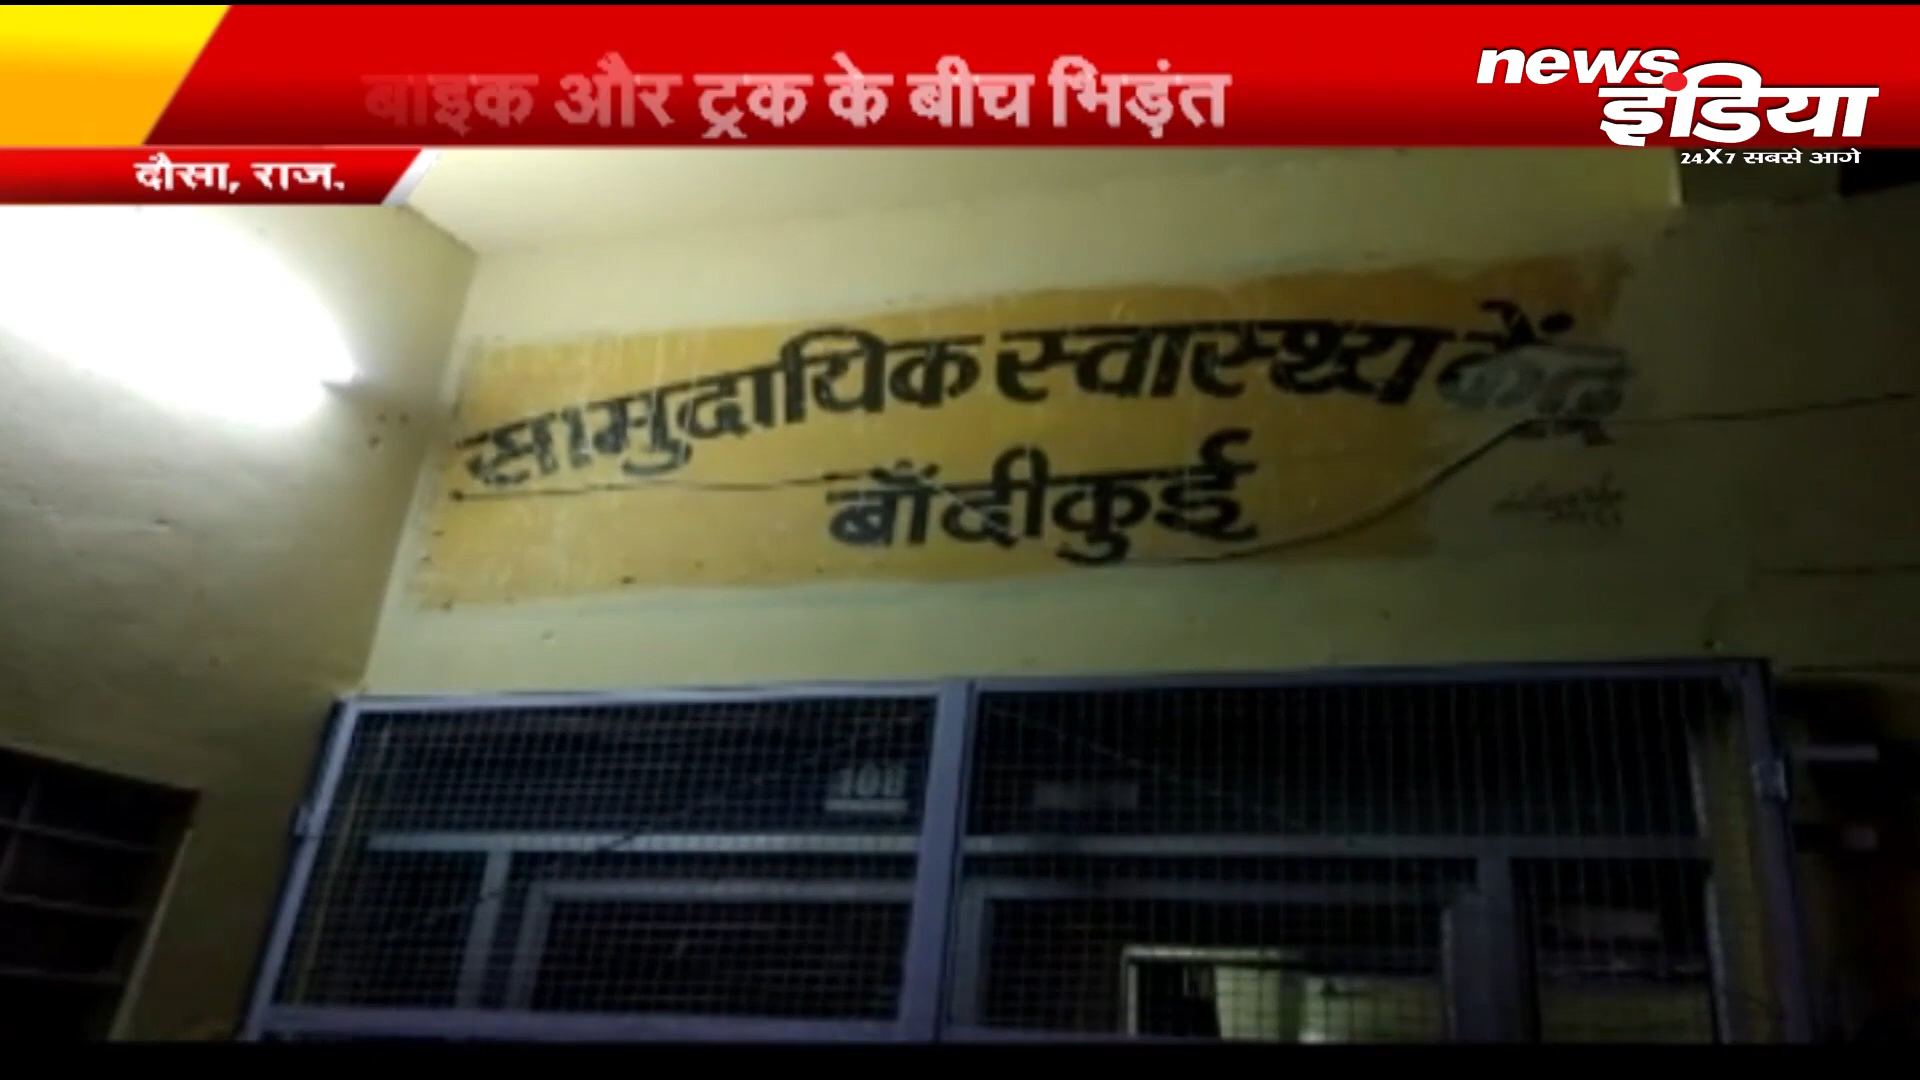 बाइक और ट्रक के बीच भिड़ंत
news
इंडिया
24X7 सबसे आगे
दौसा, राज.
सामुदायिक स्वास्थ्य केंद्र
बाँदीकुई
108